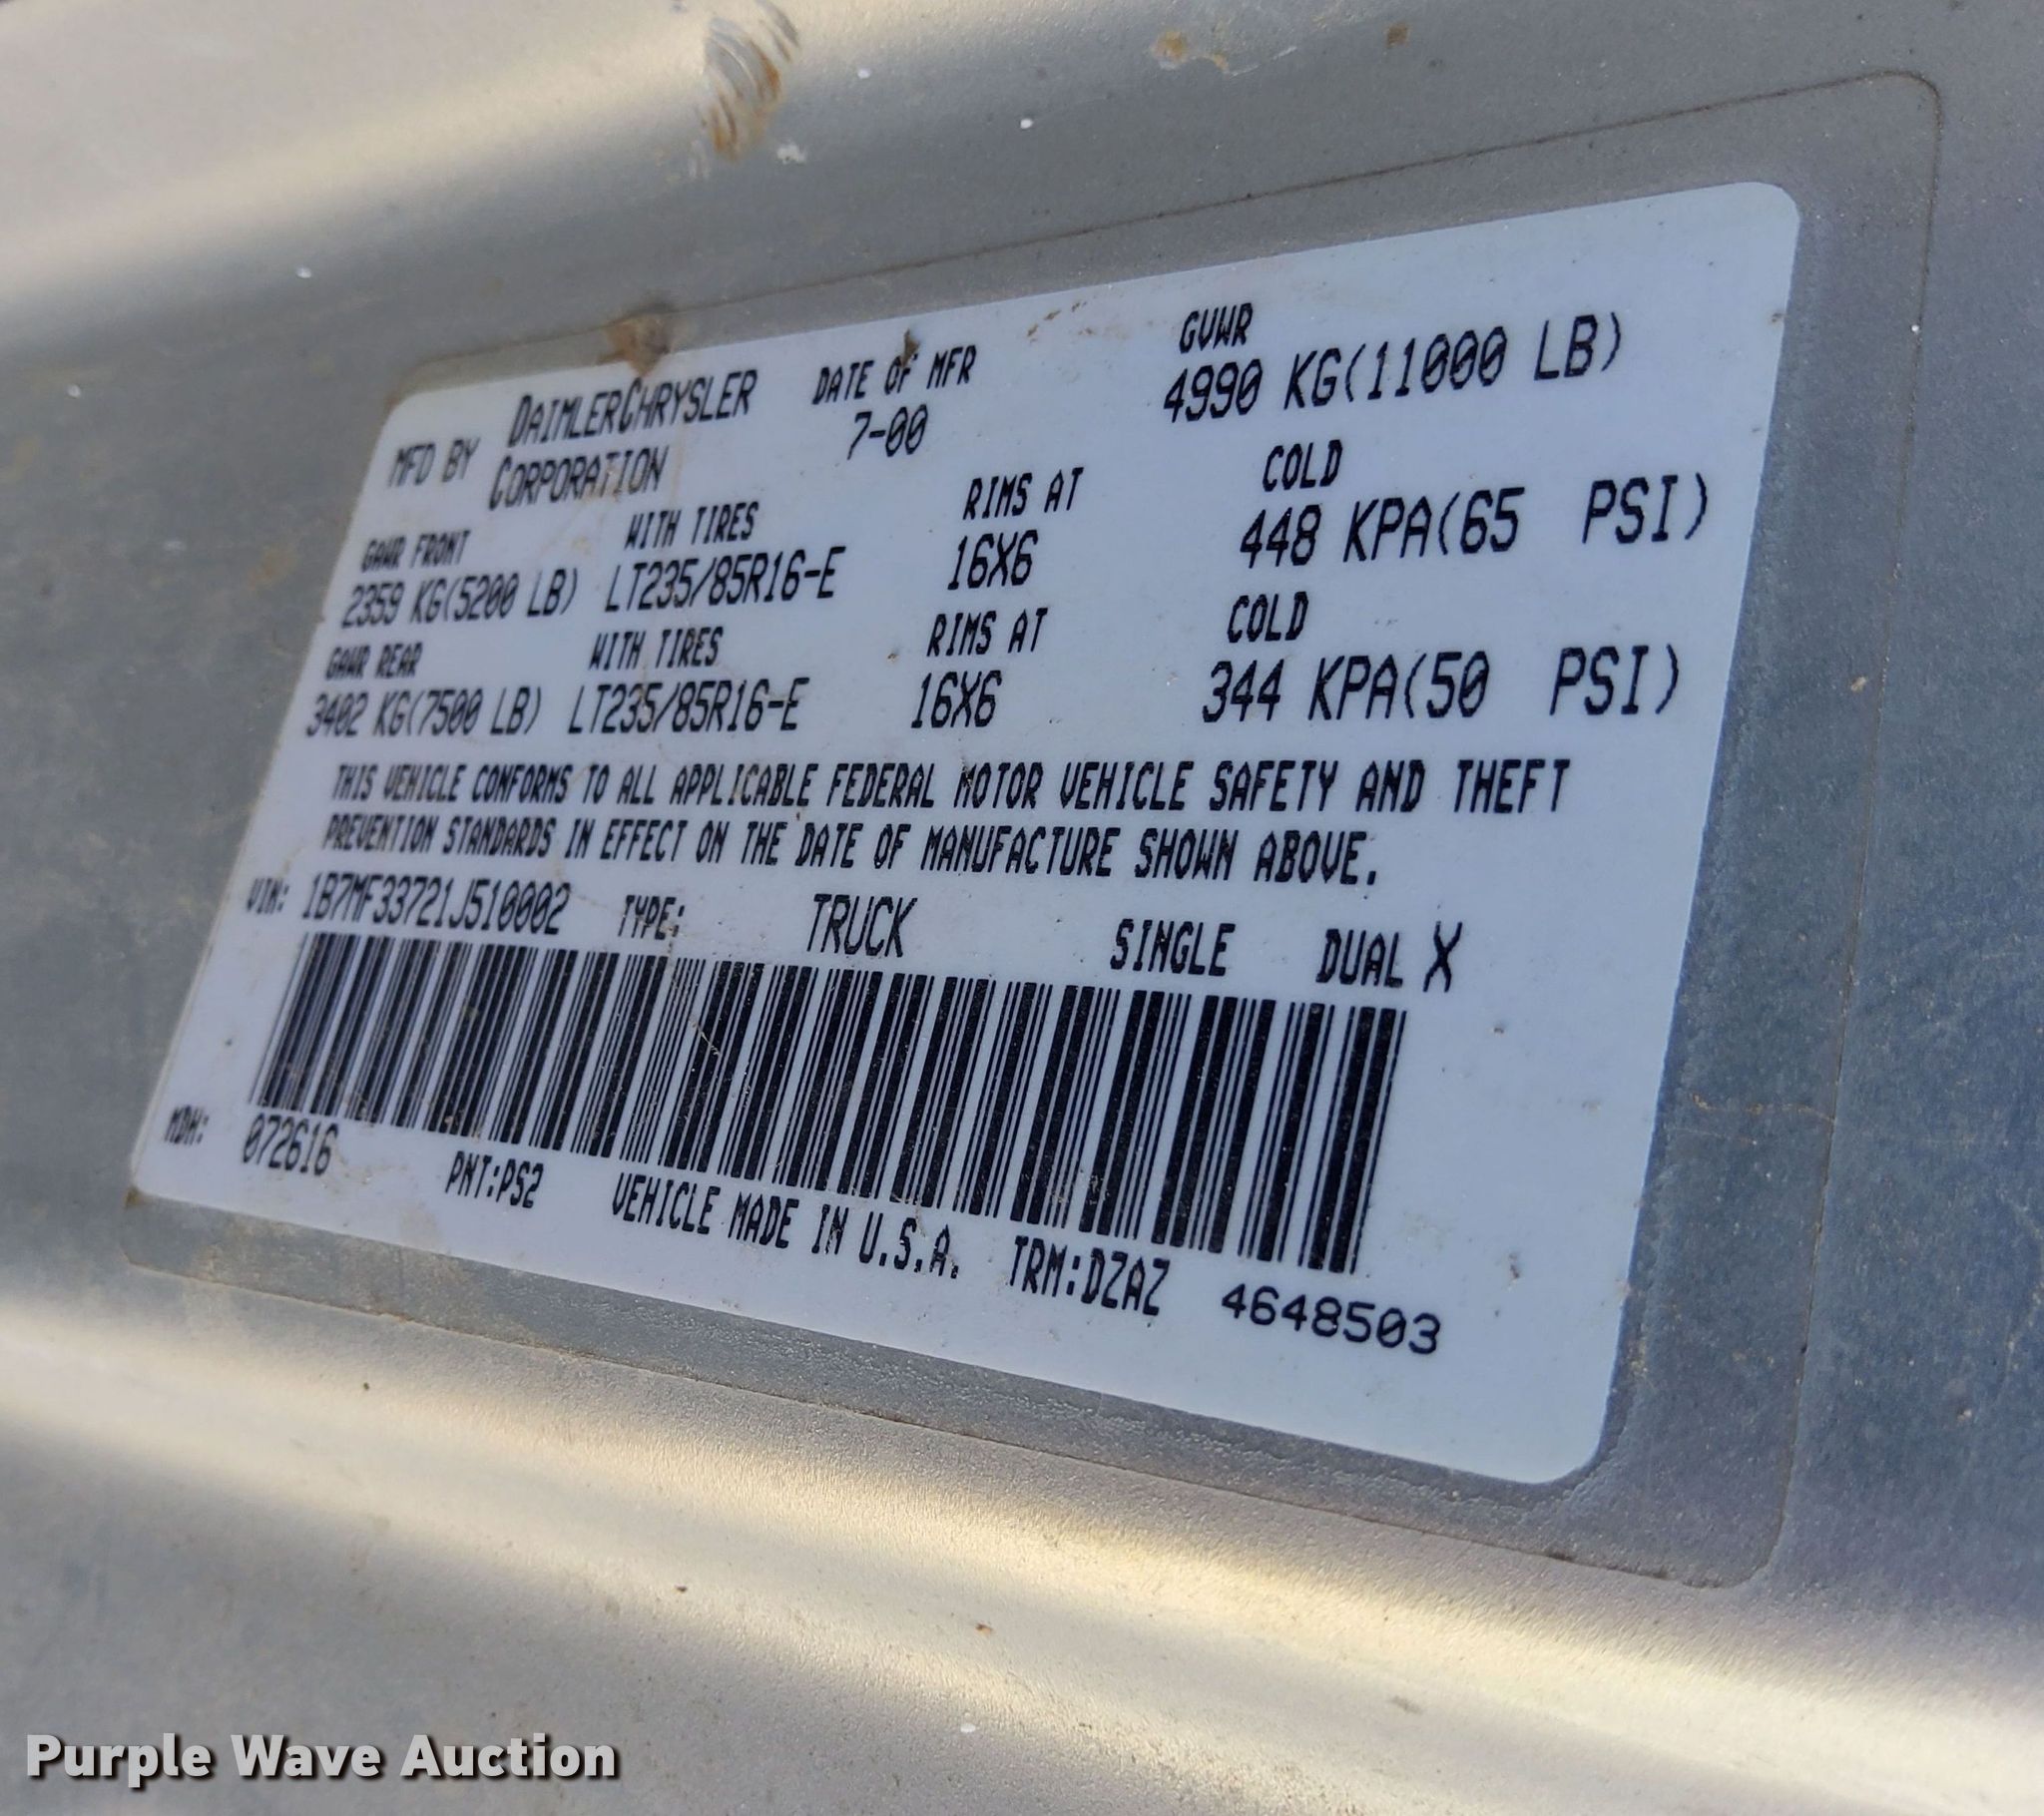 MFD BY DAIMLERCHRYSLER CORPORATION DATE OF MFR 7-00 GVWR 4990 KG(11000 LB)
GAWR FRONT WITH TIRES RIMS AT COLD
2359 KG(5200 LB) LT235/85R16-E 16X6 448 KPA(65 PSI)
GAWR REAR WITH TIRES RIMS AT COLD
3402 KG(7500 LB) LT235/85R16-E 16X6 344 KPA(50 PSI)
THIS VEHICLE CONFORMS TO ALL APPLICABLE FEDERAL MOTOR VEHICLE SAFETY AND THEFT
PREVENTION STANDARDS IN EFFECT ON THE DATE OF MANUFACTURE SHOWN ABOVE.
VIN: 1B7MF33721J510002 TYPE: TRUCK SINGLE DUAL X
MDH: 072616 PNT:PS2 VEHICLE MADE IN U.S.A. TRM:DZAZ 4648503
Purple Wave Auction